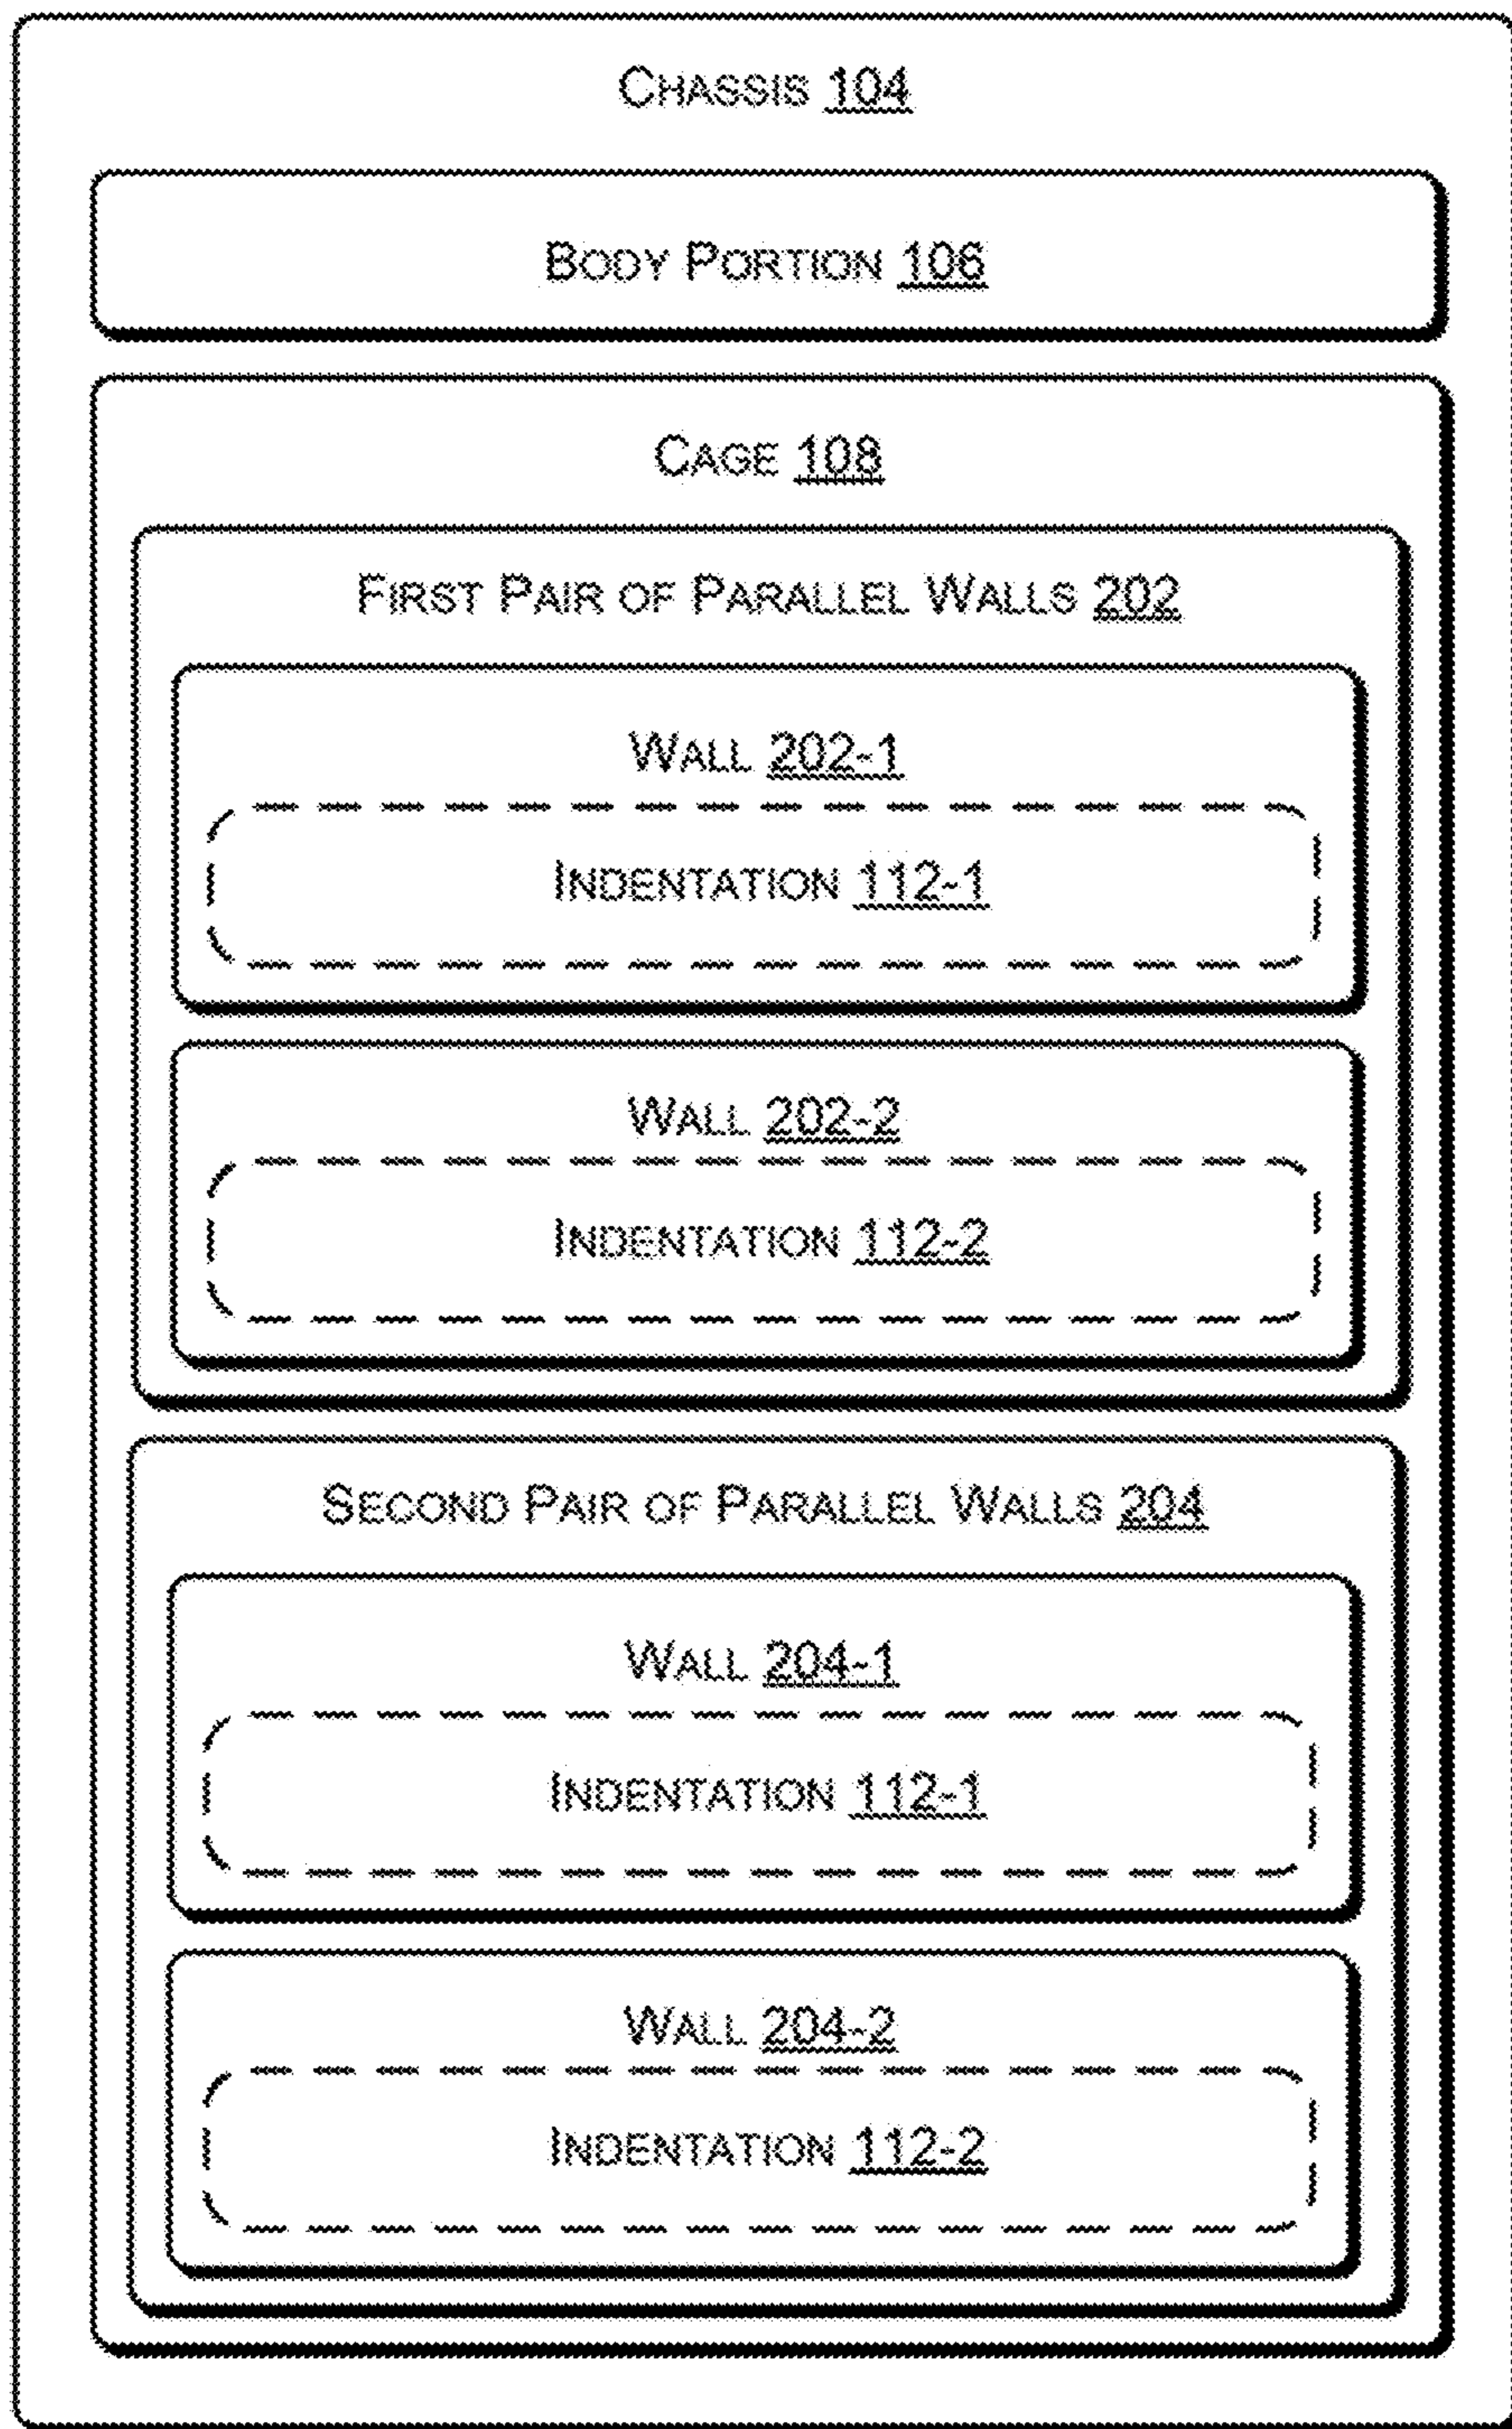 CHASSIS 104
BODY PORTION 106
CAGE 108
FIRST PAIR OF PARALLEL WALLS 202
WALL 202-1
INDENTATION 112-1
WALL 202-2
INDENTATION 112-2
SECOND PAIR OF PARALLEL WALLS 204
WALL 204-1
INDENTATION 112-1
WALL 204-2
INDENTATION 112-2